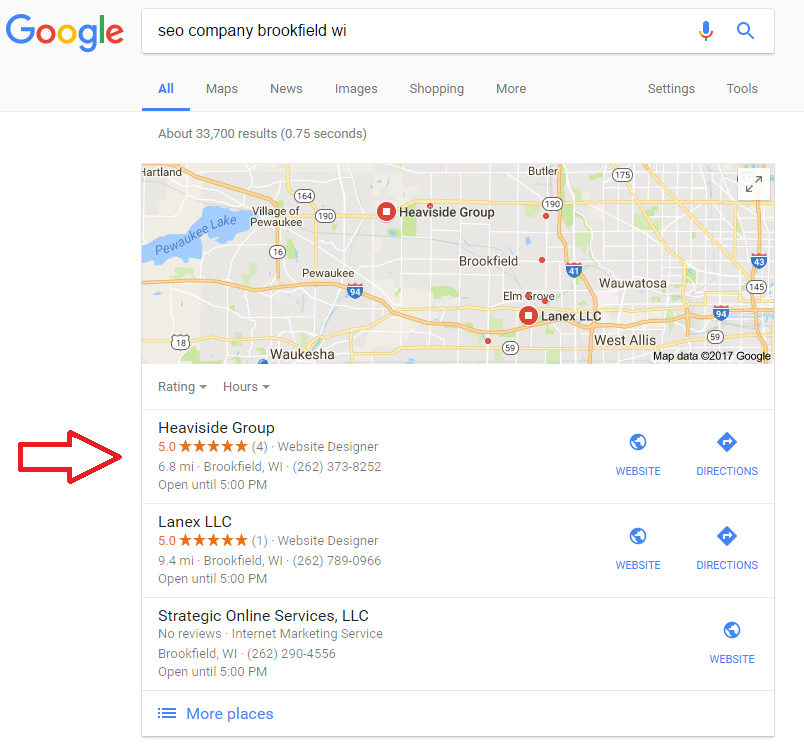 Google
seo company brookfield wi
All Maps News Images Shopping More Settings Tools
About 33,700 results (0.75 seconds)
Hartland
Butler
175
164
190
Village of
Pewaukee
190
Heaviside Group
Pewaukee Lake
16
Brookfield
41
43
Pewaukee
94
Wauwatosa
145
Elm Grove
Lanex LLC
94
18
59
West Allis
59
Waukesha
Map data ©2017 Google
Rating Hours
Heaviside Group
5.0 ★★★★★ (4) · Website Designer
6.8 mi · Brookfield, WI · (262) 373-8252
Open until 5:00 PM
WEBSITE DIRECTIONS
Lanex LLC
5.0 ★★★★★ (1) · Website Designer
9.4 mi · Brookfield, WI · (262) 789-0966
Open until 5:00 PM
WEBSITE DIRECTIONS
Strategic Online Services, LLC
No reviews · Internet Marketing Service
Brookfield, WI · (262) 290-4556
Open until 5:00 PM
WEBSITE
More places